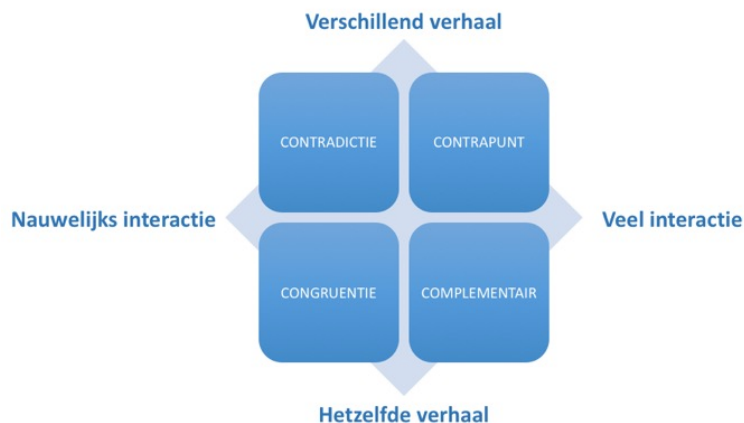 Verschillend verhaal
CONTRADICTIE
CONTRAPUNT
Nauwelijks interactie
Veel interactie
CONGRUENTIE
COMPLEMENTAIR
Hetzelfde verhaal